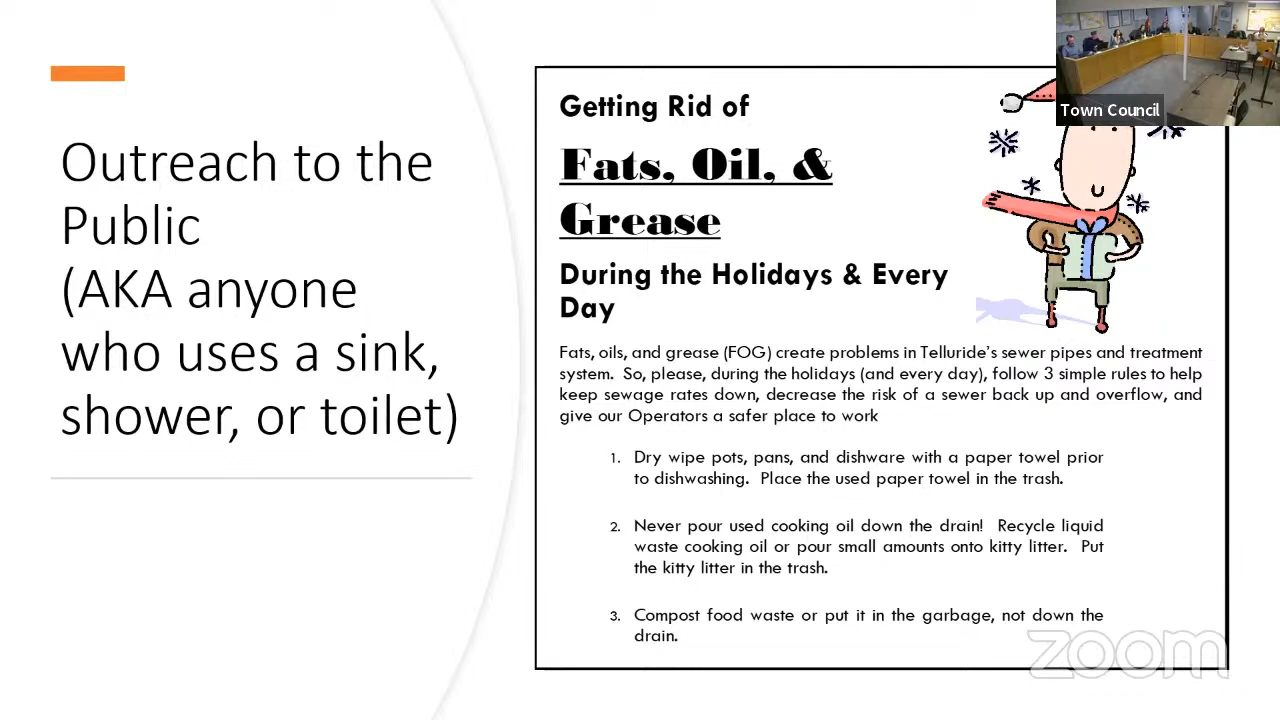 Outreach to the
Public
(AKA anyone
who uses a sink,
shower, or toilet)
Getting Rid of
Fats, Oil, &
Grease
During the Holidays & Every
Day
Fats, oils, and grease (FOG) create problems in Telluride's sewer pipes and treatment
system. So, please, during the holidays (and every day), follow 3 simple rules to help
keep sewage rates down, decrease the risk of a sewer back up and overflow, and
give our Operators a safer place to work
1. Dry wipe pots, pans, and dishware with a paper towel prior
to dishwashing. Place the used paper towel in the trash.
2. Never pour used cooking oil down the drain! Recycle liquid
waste cooking oil or pour small amounts onto kitty litter. Put
the kitty litter in the trash.
3. Compost food waste or put it in the garbage, not down the
drain.
Town Council
zoom